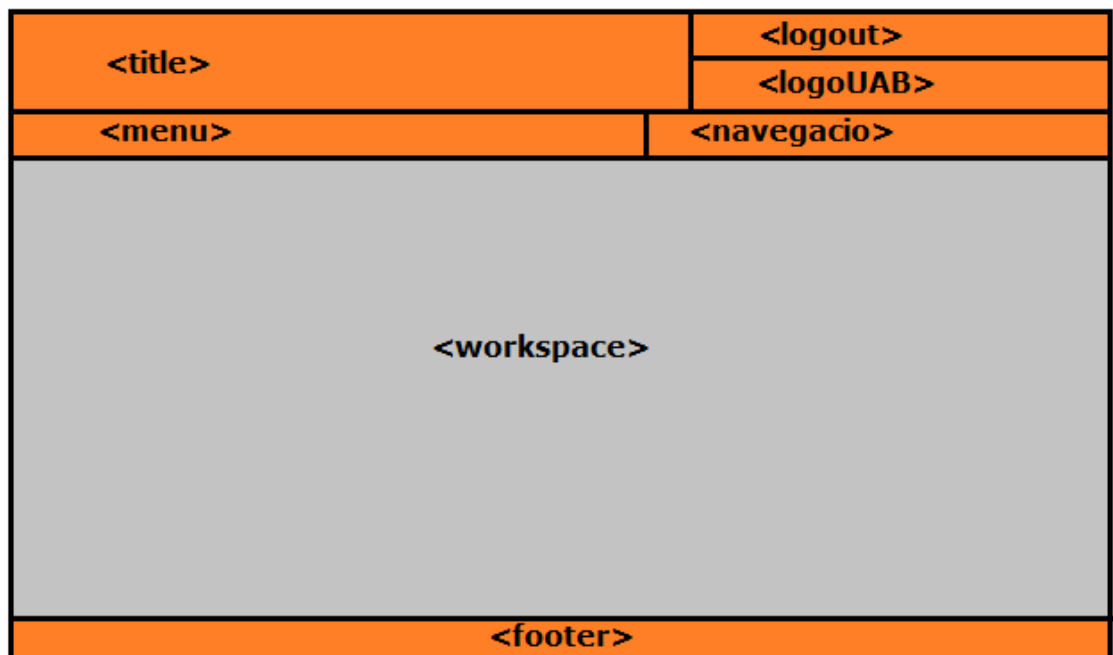 <title>
<logout>
<logoUAB>
<menu>
<navegacio>
<workspace>
<footer>